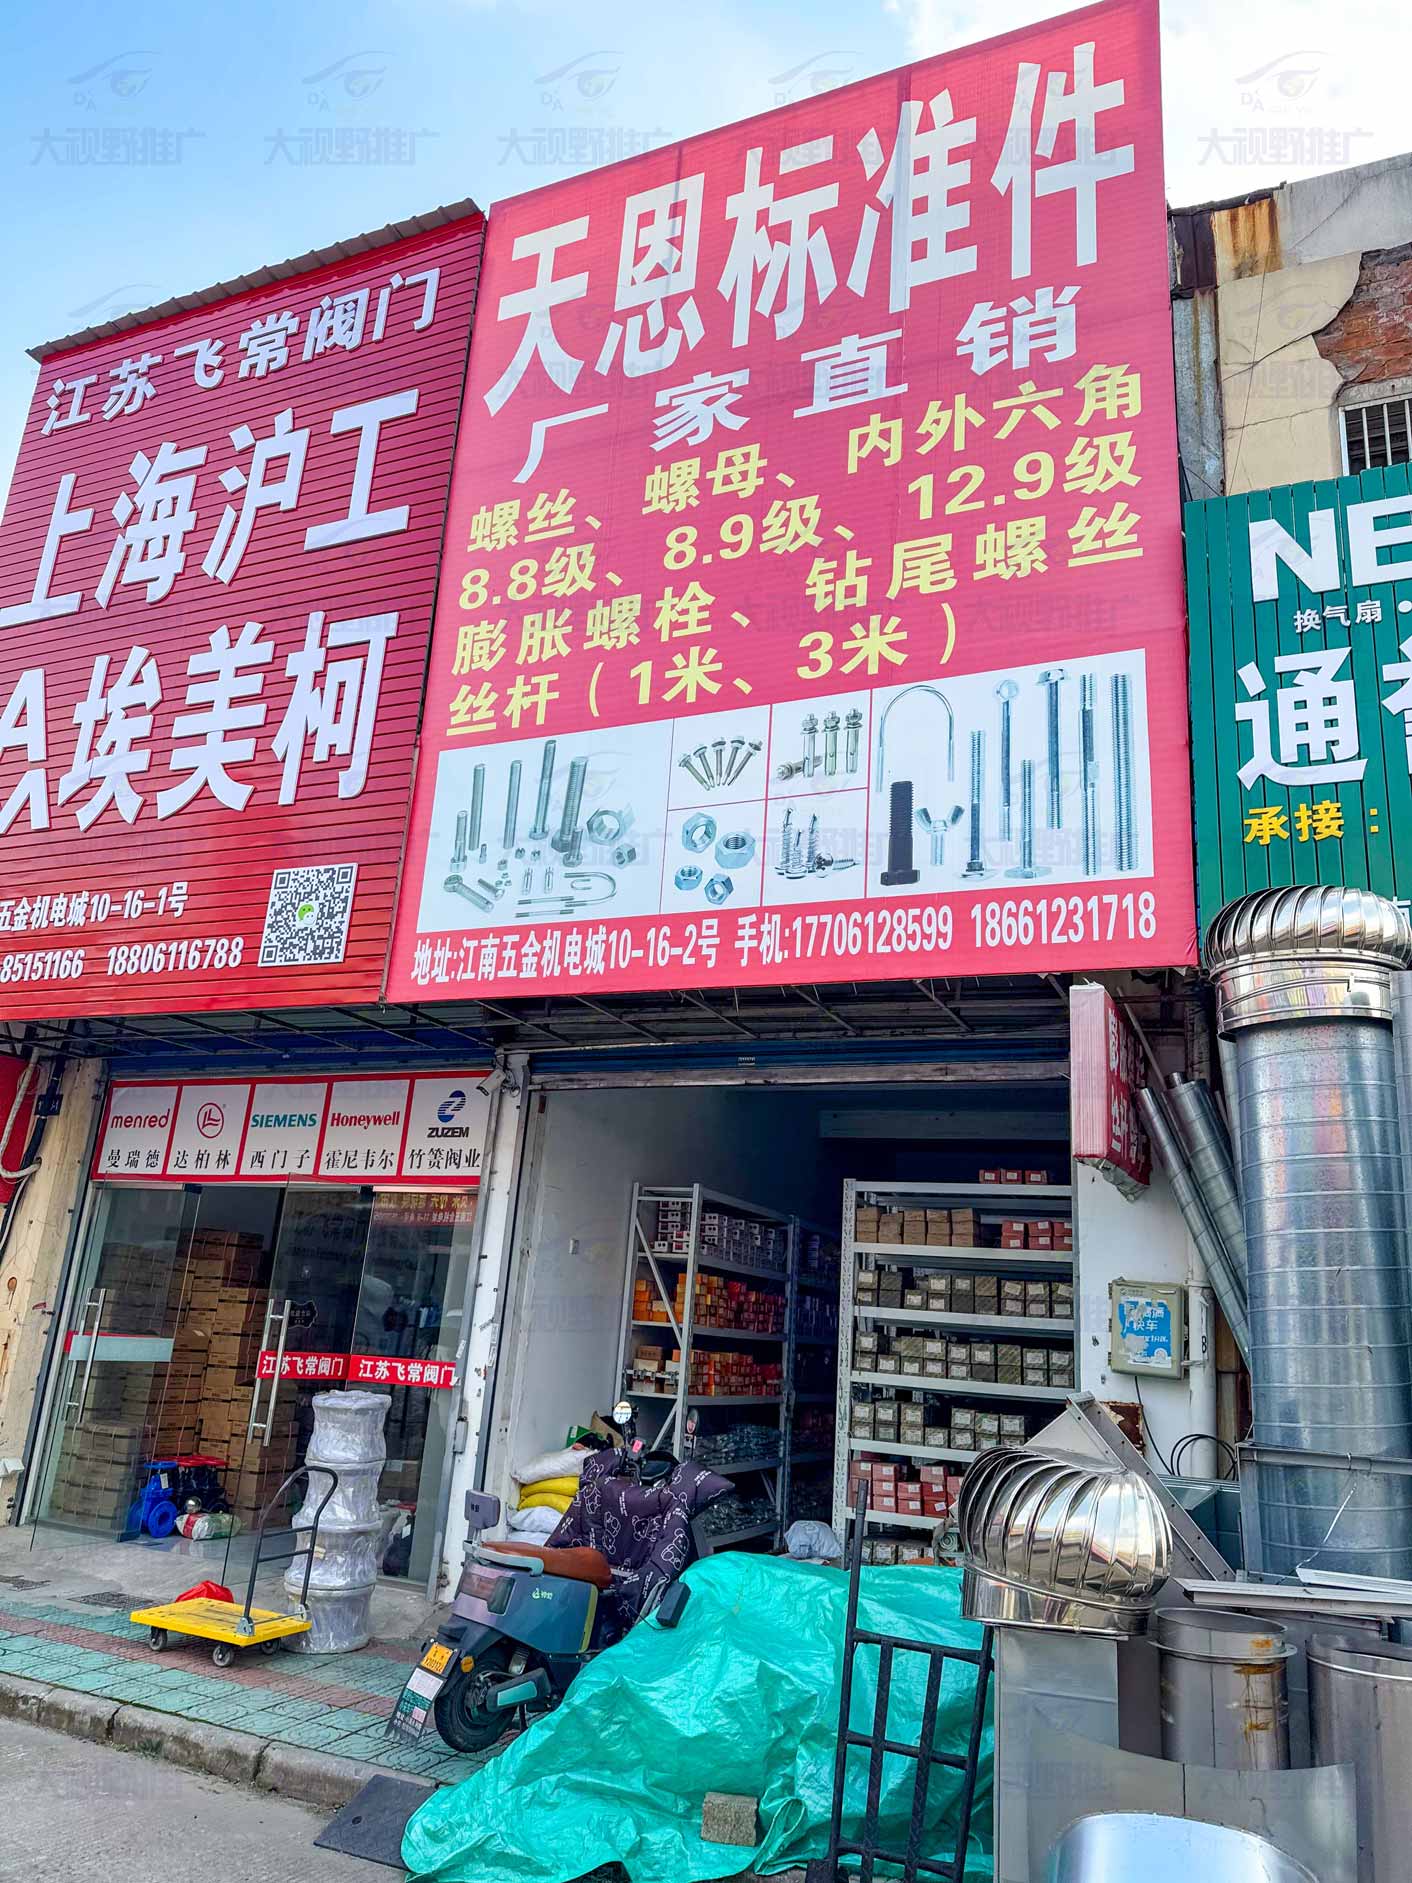 江苏飞常阀门
上海沪工
埃美柯
五金机电城10-16-1号
85151166 18806116788
天恩标准件
厂家直销
螺丝、螺母、内外六角
8.8级、8.9级、12.9级
膨胀螺栓、钻尾螺丝
丝杆（1米、3米）
地址:江南五金机电城10-16-2号 手机:17706128599 18661231718
NE
换气扇
通
承接：
menred
曼瑞德
达柏林
SIEMENS
西门子
Honeywell
霍尼韦尔
ZUZEM
竹箦阀业
江苏飞常阀门
江苏飞常阀门
快车
大视野推广